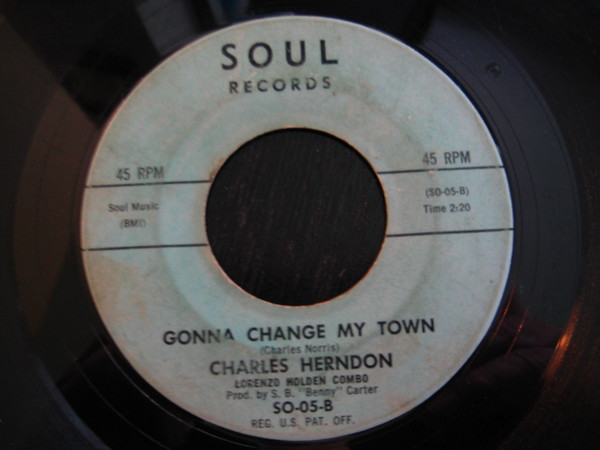 SOUL
RECORDS
45 RPM
45 RPM
Soul Music
(BMI)
(SO-05-B)
Time 2:20
GONNA CHANGE MY TOWN
(Charles Norris)
CHARLES HERNDON
LORENZO HOLDEN COMBO
Prod. by S. B. "Benny" Carter
SO-05-B
REG. U.S. PAT. OFF.